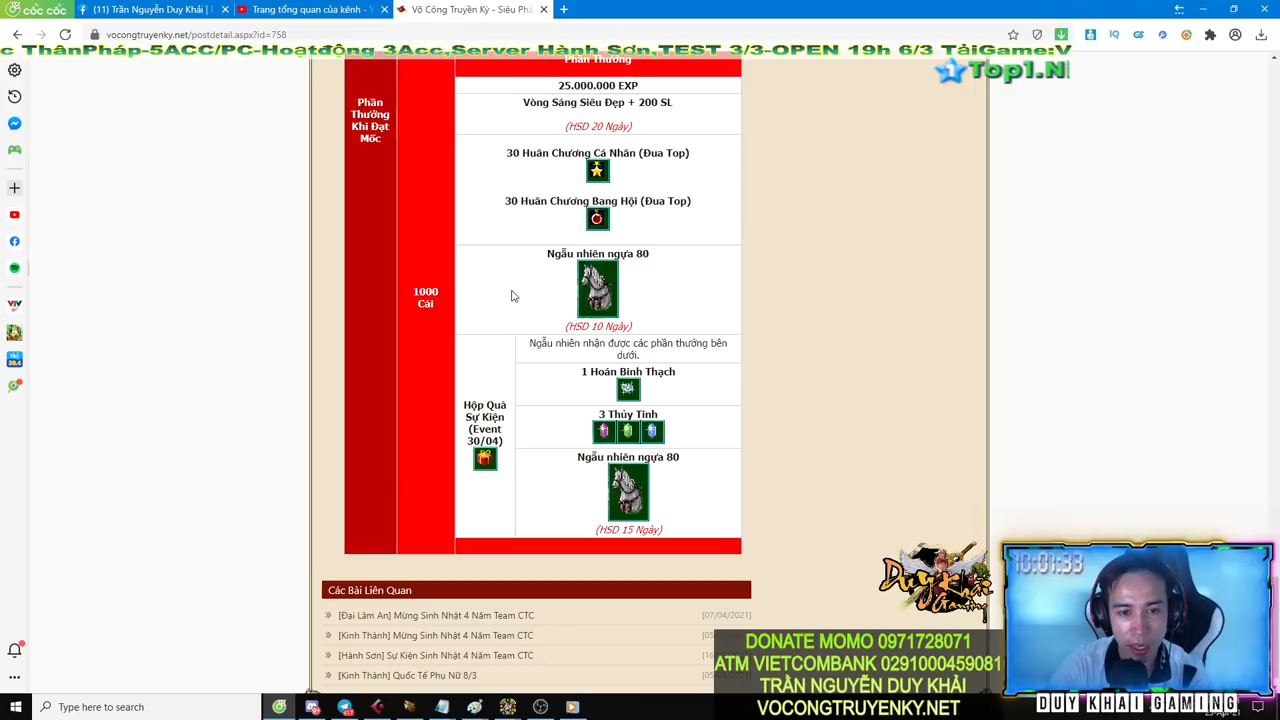 cốc cốc
(11) Trần Nguyễn Duy Khải |
Trang tổng quan của kênh -
Võ Công Truyền Kỳ - Siêu Phẩ
vocongtruyenky.net/postdetail.aspx?id=758
c ThầnPháp-5ACC/PC-Hoạtđộng 3Acc,Server Hành Sơn,TEST 3/3-OPEN 19h 6/3 TảiGame:V
Top1.N
Phần Thưởng
Phần
Thưởng
Khi Đạt
Mốc
1000
Cái
25.000.000 EXP
Vòng Sáng Siêu Đẹp + 200 SL
(HSD 20 Ngày)
30 Huân Chương Cá Nhân (Đua Top)
30 Huân Chương Bang Hội (Đua Top)
Ngẫu nhiên ngựa 80
(HSD 10 Ngày)
Hộp Quà
Sự Kiện
(Event
30/04)
Ngẫu nhiên nhận được các phần thưởng bên
dưới.
1 Hoán Binh Thạch
3 Thủy Tinh
Ngẫu nhiên ngựa 80
(HSD 15 Ngày)
Các Bài Liên Quan
[Đại Lâm An] Mừng Sinh Nhật 4 Năm Team CTC [07/04/2021]
[Kinh Thành] Mừng Sinh Nhật 4 Năm Team CTC
[Hành Sơn] Sự Kiện Sinh Nhật 4 Năm Team CTC
[Kinh Thành] Quốc Tế Phụ Nữ 8/3
Duy Khải
Gaming
10:01:33
DONATE MOMO 0971728071
ATM VIETCOMBANK 0291000459081
TRẦN NGUYỄN DUY KHẢI
VOCONGTRUYENKY.NET
DUY KHAI GAMING
Type here to search